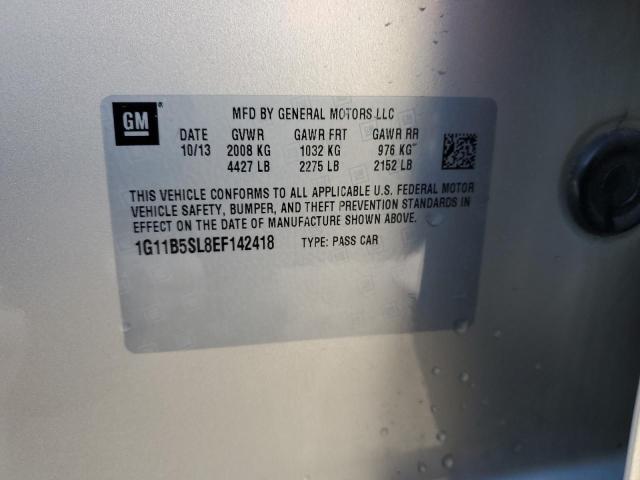 GM ®
MFD BY GENERAL MOTORS LLC
DATE GVWR GAWR FRT GAWR RR
10/13 2008 KG 1032 KG 976 KG
4427 LB 2275 LB 2152 LB
THIS VEHICLE CONFORMS TO ALL APPLICABLE U.S. FEDERAL MOTOR
VEHICLE SAFETY, BUMPER, AND THEFT PREVENTION STANDARDS IN
EFFECT ON THE DATE OF MANUFACTURE SHOWN ABOVE.
1G11B5SL8EF142418 TYPE: PASS CAR